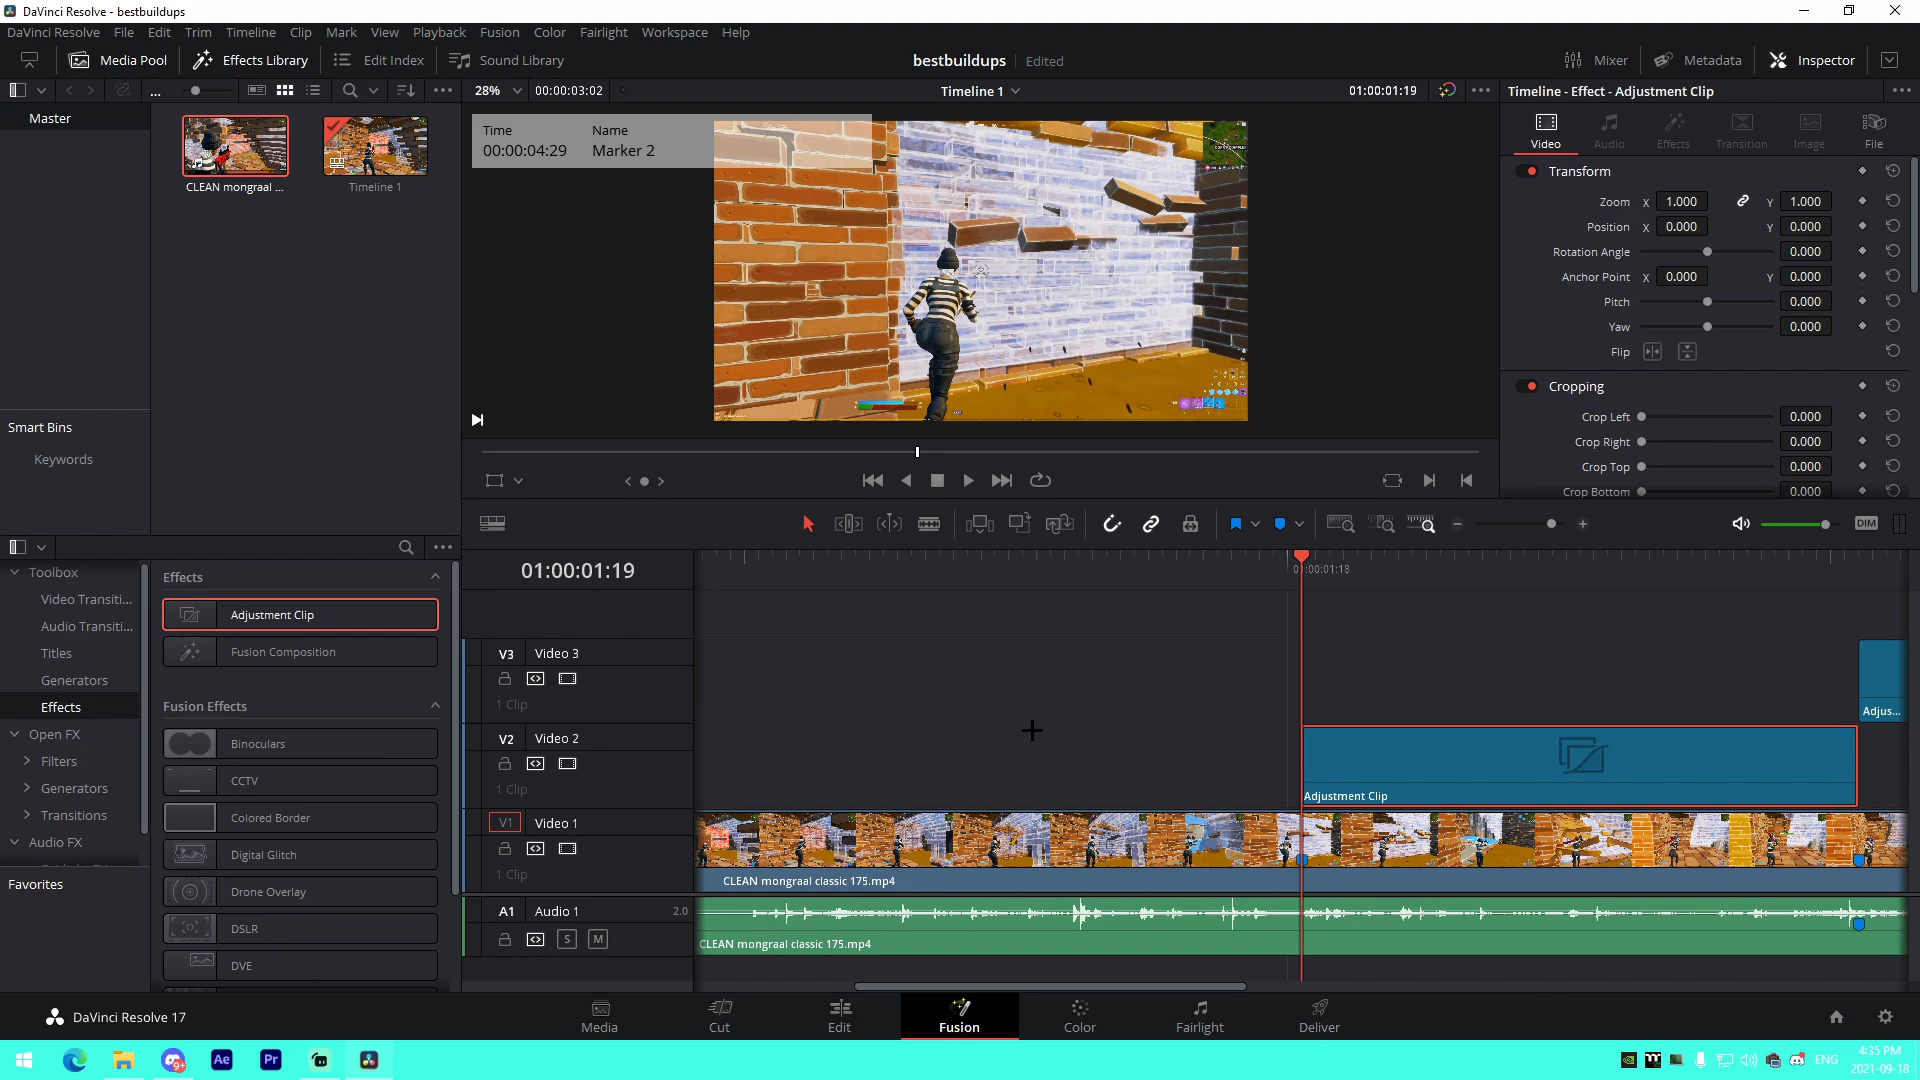 DaVinci Resolve - bestbuildups
DaVinci Resolve File Edit Trim Timeline Clip Mark View Playback Fusion Color Fairlight Workspace Help
Media Pool Effects Library Edit Index Sound Library bestbuildups Edited Mixer Metadata Inspector
... 28% 00:00:03:02 Timeline 1 01:00:01:19 Timeline - Effect - Adjustment Clip
Master
CLEAN mongraal ... Timeline 1
Smart Bins
Keywords
Time Name
00:00:04:29 Marker 2
Video Audio Effects Transition Image File
Transform
Zoom X 1.000 Y 1.000
Position X 0.000 Y 0.000
Rotation Angle 0.000
Anchor Point X 0.000 Y 0.000
Pitch 0.000
Yaw 0.000
Flip
Cropping
Crop Left 0.000
Crop Right 0.000
Crop Top 0.000
Crop Bottom 0.000
DIM
Toolbox
Video Transiti...
Audio Transiti...
Titles
Generators
Effects
Open FX
Filters
Generators
Transitions
Audio FX
Favorites
Effects
Adjustment Clip
Fusion Composition
Fusion Effects
Binoculars
CCTV
Colored Border
Digital Glitch
Drone Overlay
DSLR
DVE
01:00:01:19
V3 Video 3
1 Clip
V2 Video 2
1 Clip
V1 Video 1
1 Clip
A1 Audio 1 2.0
S M
Adjus...
Adjustment Clip
CLEAN mongraal classic 175.mp4
CLEAN mongraal classic 175.mp4
DaVinci Resolve 17
Media Cut Edit Fusion Color Fairlight Deliver
9+ Ae Pr ENG
4:35 PM
2021-09-18